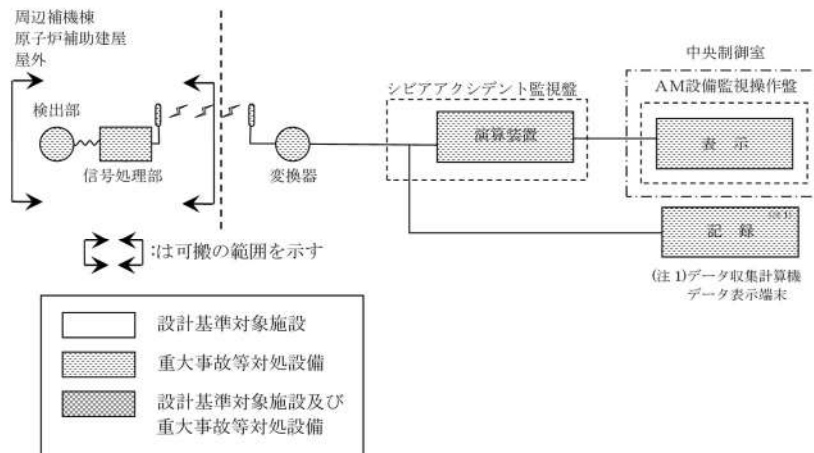 周辺補機棟
原子炉補助建屋
屋外
検出部
信号処理部
変換器
シビアアクシデント監視盤
演算装置
中央制御室
AM設備監視操作盤
表 示
(注1)
記 録
(注1)データ収集計算機
データ表示端末
:は可搬の範囲を示す
設計基準対象施設
重大事故等対処設備
設計基準対象施設及び
重大事故等対処設備